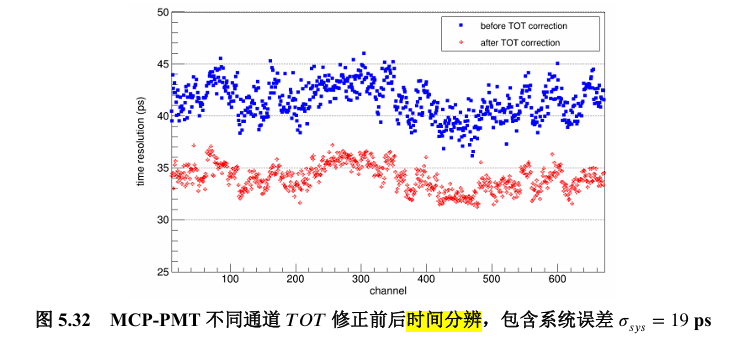 50
before TOT correction
after TOT correction
45
40
35
30
25
time resolution (ps)
100 200 300 400 500 600
channel
图 5.32 MCP-PMT 不同通道 TOT 修正前后时间分辨，包含系统误差 σ_sys = 19 ps